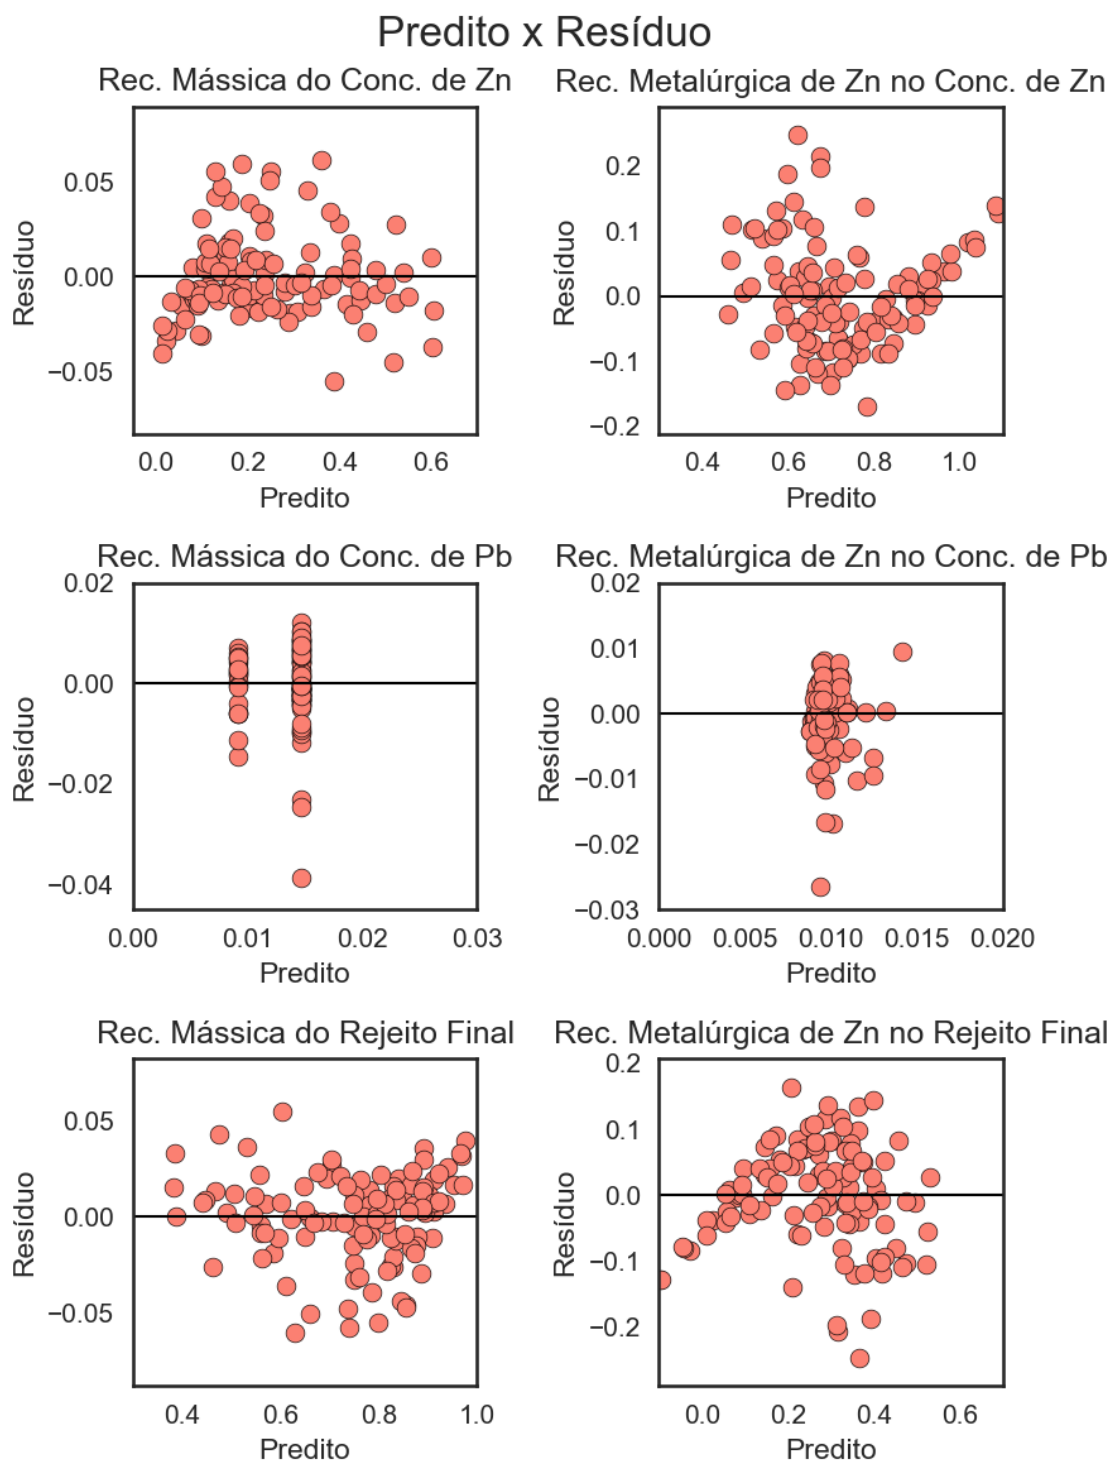 Predito x Resíduo
Rec. Mássica do Conc. de Zn
Rec. Metalúrgica de Zn no Conc. de Zn
0.05
0.00
−0.05
Resíduo
0.0 0.2 0.4 0.6
Predito
0.2
0.1
0.0
−0.1
−0.2
Resíduo
0.4 0.6 0.8 1.0
Predito
Rec. Mássica do Conc. de Pb
Rec. Metalúrgica de Zn no Conc. de Pb
0.02
0.00
−0.02
−0.04
Resíduo
0.00 0.01 0.02 0.03
Predito
0.02
0.01
0.00
−0.01
−0.02
−0.03
Resíduo
0.000 0.005 0.010 0.015 0.020
Predito
Rec. Mássica do Rejeito Final
Rec. Metalúrgica de Zn no Rejeito Final
0.05
0.00
−0.05
Resíduo
0.4 0.6 0.8 1.0
Predito
0.2
0.1
0.0
−0.1
−0.2
Resíduo
0.0 0.2 0.4 0.6
Predito